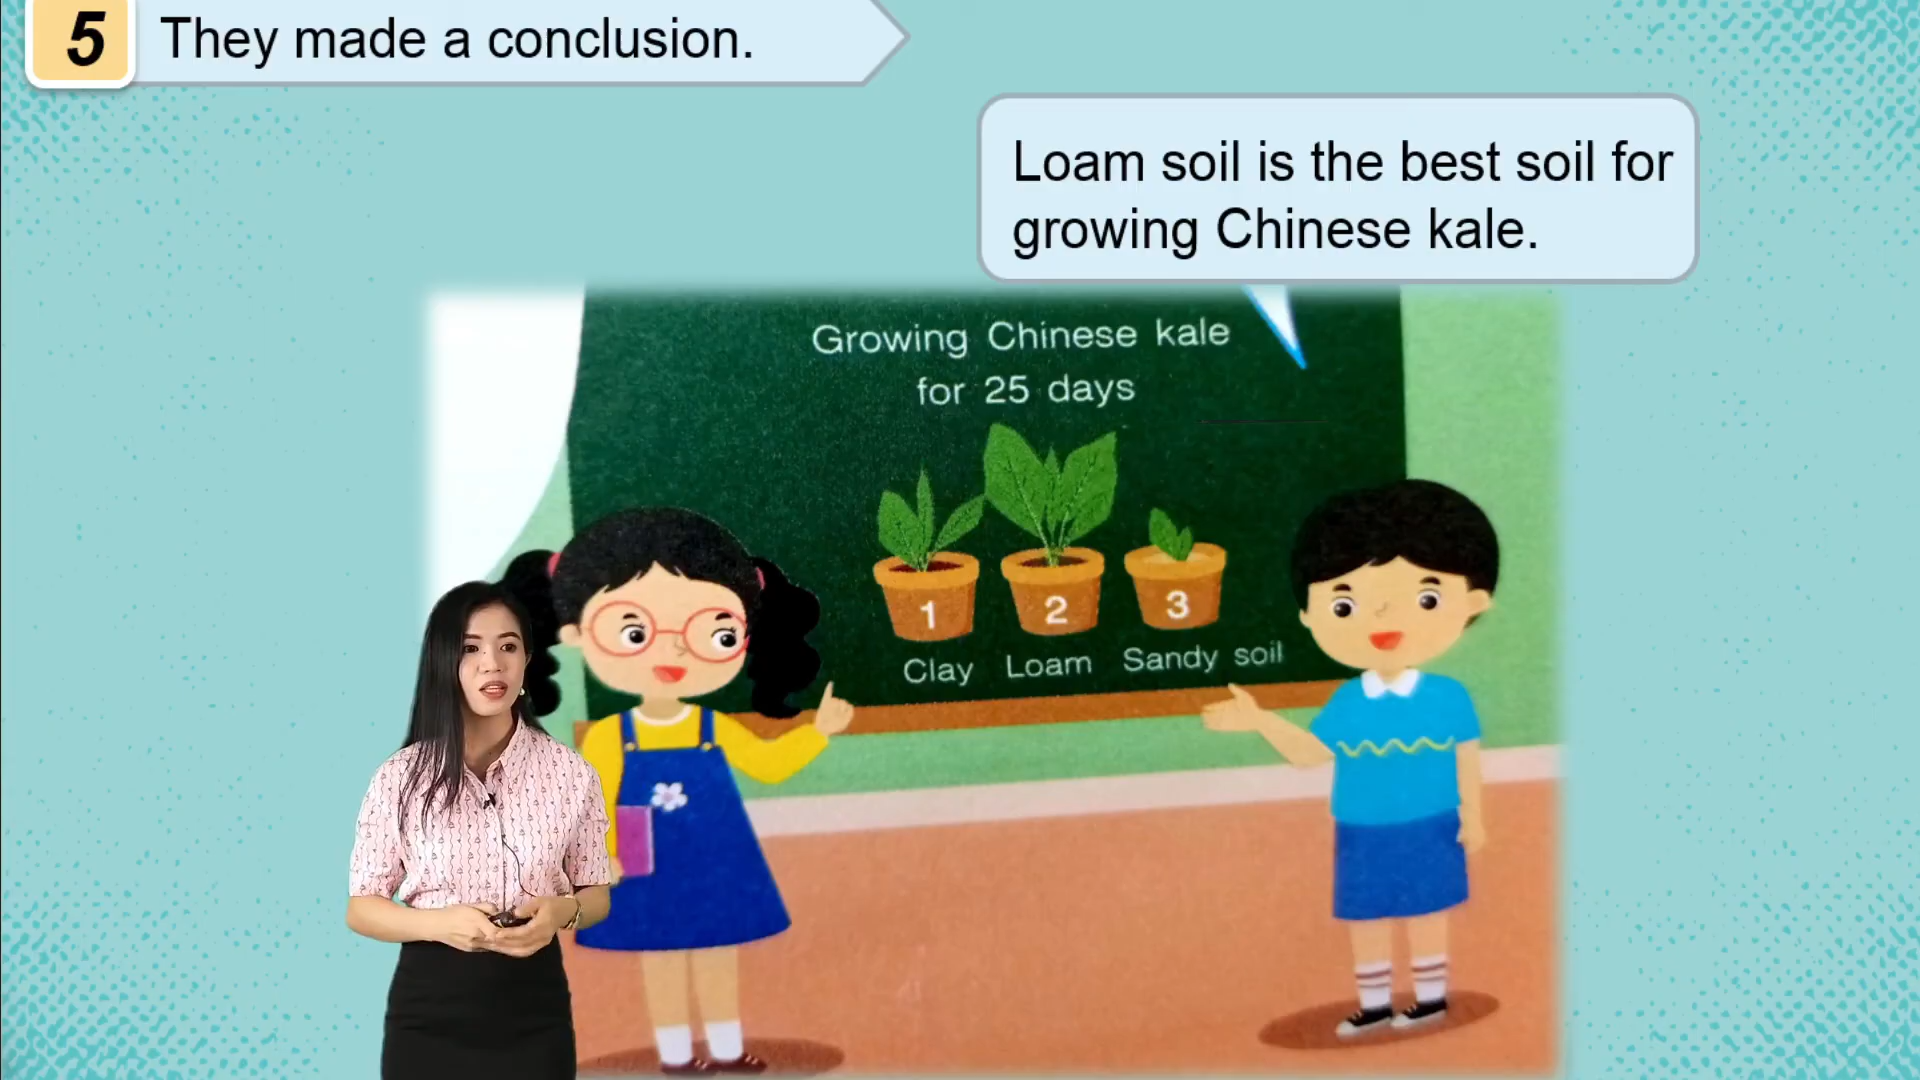 5 They made a conclusion.
Loam soil is the best soil for
growing Chinese kale.
Growing Chinese kale
for 25 days
1 2 3
Clay Loam Sandy soil